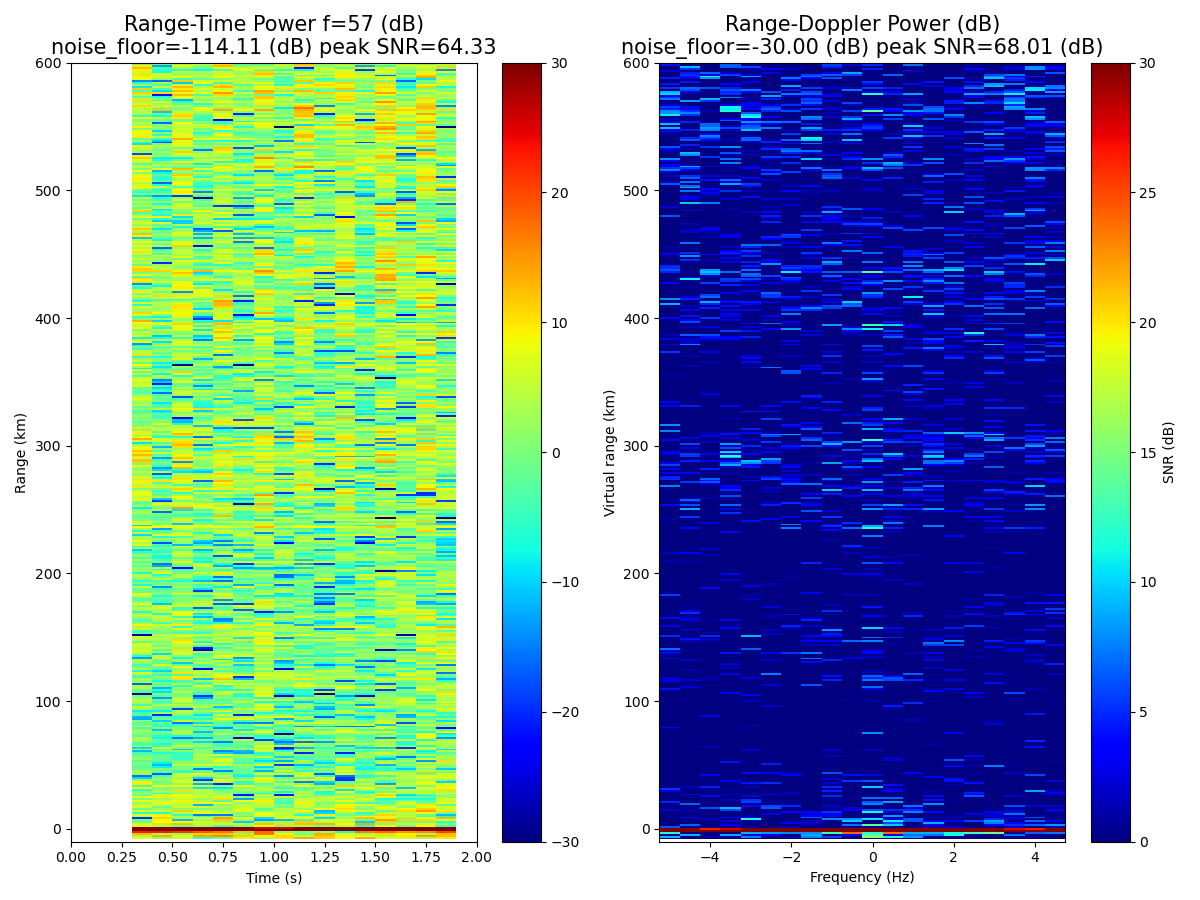 Range-Time Power f=57 (dB)
noise_floor=-114.11 (dB) peak SNR=64.33
600
500
400
300
200
100
0
Range (km)
0.00 0.25 0.50 0.75 1.00 1.25 1.50 1.75 2.00
Time (s)
30
20
10
0
−10
−20
−30
Range-Doppler Power (dB)
noise_floor=-30.00 (dB) peak SNR=68.01 (dB)
600
500
400
300
200
100
0
Virtual range (km)
−4 −2 0 2 4
Frequency (Hz)
30
25
20
15
10
5
0
SNR (dB)